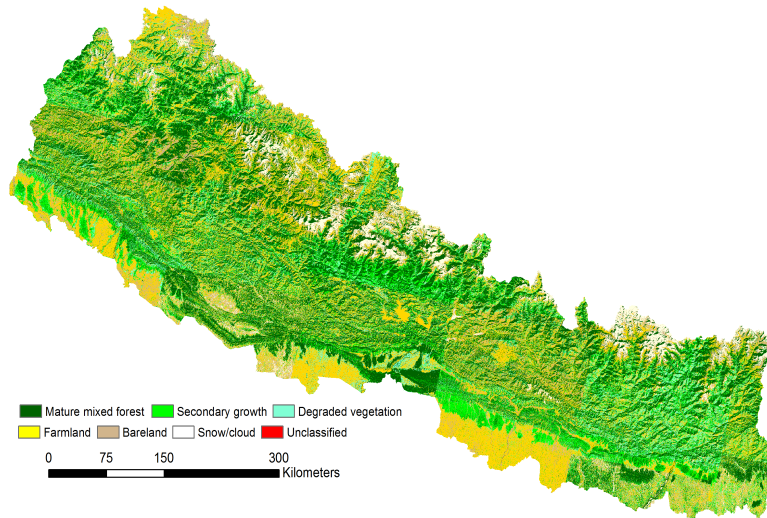 Mature mixed forest Secondary growth Degraded vegetation
Farmland Bareland Snow/cloud Unclassified
0 75 150 300
Kilometers